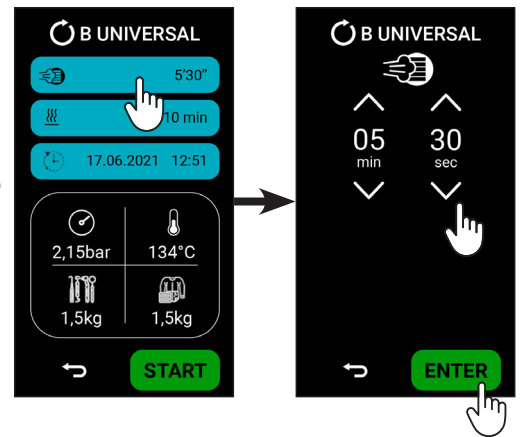 B UNIVERSAL
5'30"
10 min
17.06.2021 12:51
2,15bar 134°C
1,5kg 1,5kg
START
B UNIVERSAL
05 30
min sec
ENTER